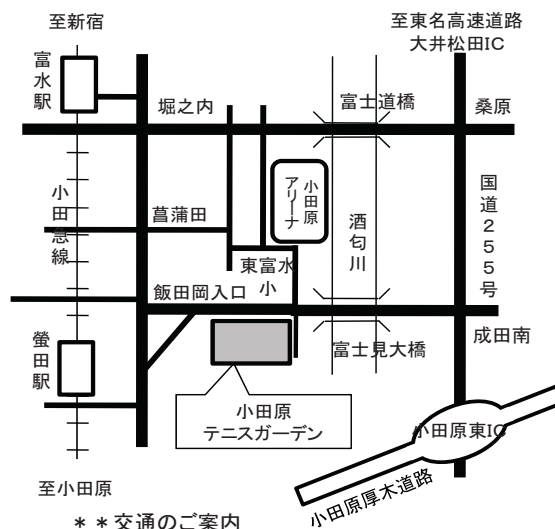 至新宿
至東名高速道路
大井松田IC
富水駅
堀之内
富士道橋
桑原
小田原
アリーナ
小田急線
菖蒲田
酒匂川
国道255号
東富水
小
飯田岡入口
成田南
富士見大橋
螢田駅
小田原
テニスガーデン
小田原東IC
小田原厚木道路
至小田原
＊＊交通のご案内